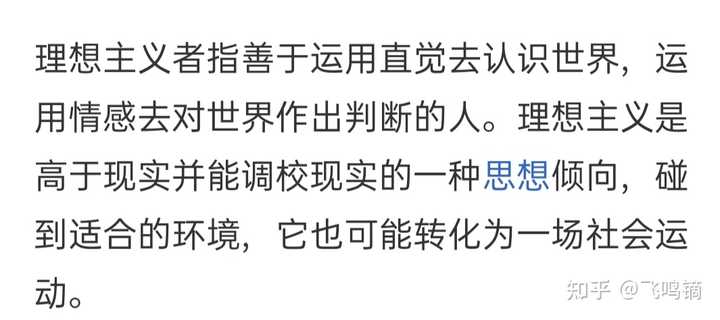 理想主义者指善于运用直觉去认识世界，运
用情感去对世界作出判断的人。理想主义是
高于现实并能调校现实的一种思想倾向，碰
到适合的环境，它也可能转化为一场社会运
动。
知乎 @飞鸣镝